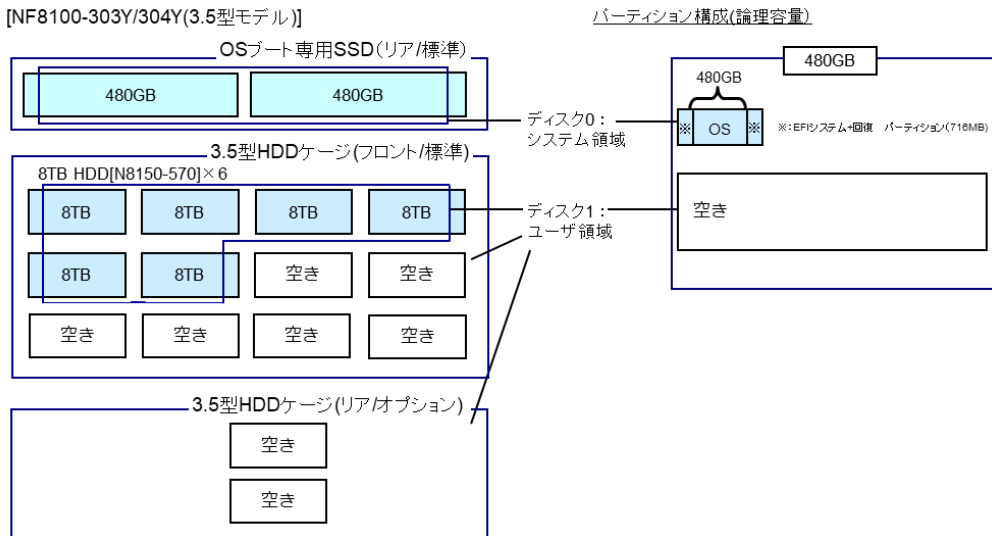 [NF8100-303Y/304Y(3.5型モデル)]
パーティション構成(論理容量)
OSブート専用SSD(リア/標準)
480GB
480GB
480GB
480GB
※
OS
※
※:EFIシステム+回復 パーティション(716MB)
ディスク0:
システム領域
3.5型HDDケージ(フロント/標準)
8TB HDD[N8150-570]×6
8TB
8TB
8TB
8TB
ディスク1:
ユーザ領域
空き
8TB
8TB
空き
空き
空き
空き
空き
空き
3.5型HDDケージ(リア/オプション)
空き
空き